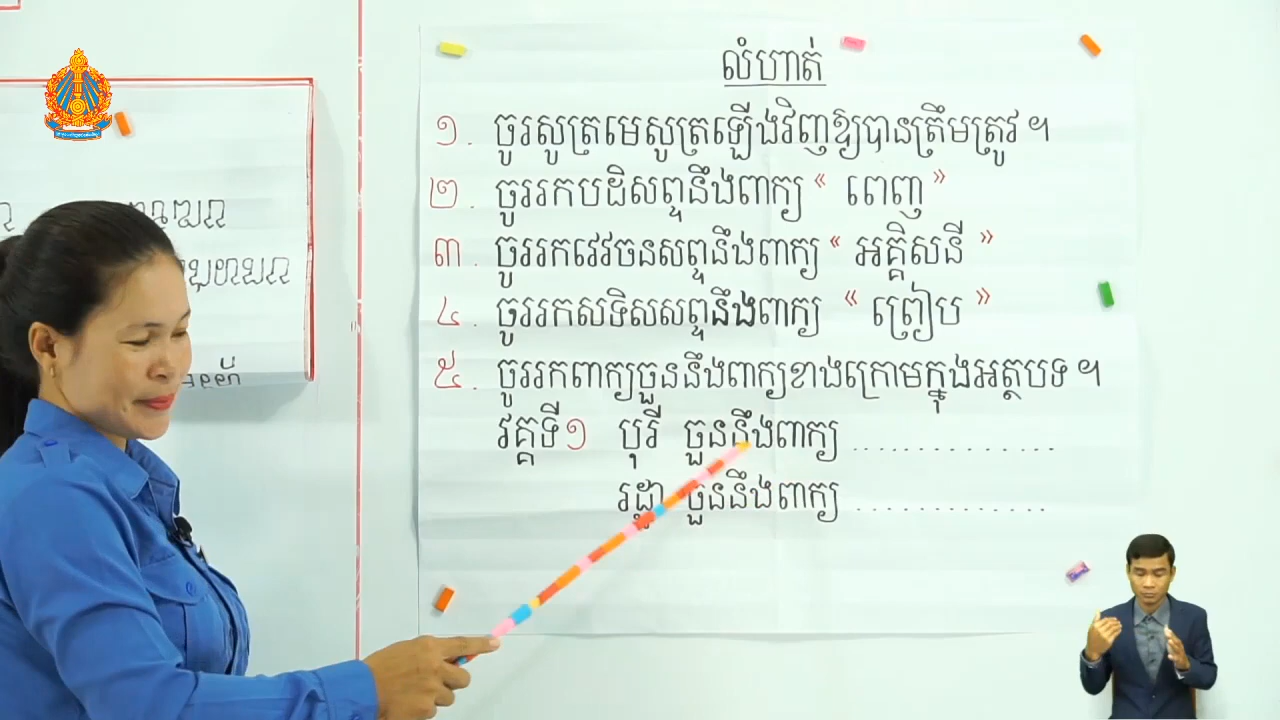 លំហាត់
១. ចូរសូត្រមេសូត្រឡើងវិញឱ្យបានត្រឹមត្រូវ ។
២. ចូររកបដិសព្ទនឹងពាក្យ « ពេញ »
៣. ចូររកវេវចនសព្ទនឹងពាក្យ « អគ្គិសនី »
៤. ចូររកសទិសសព្ទនឹងពាក្យ « ព្រៀប »
៥. ចូររកពាក្យចួននឹងពាក្យខាងក្រោមក្នុងអត្ថបទ ។
វគ្គទី១ បុរី ចួននឹងពាក្យ ..............
រដ្ឋា ចួននឹងពាក្យ .............